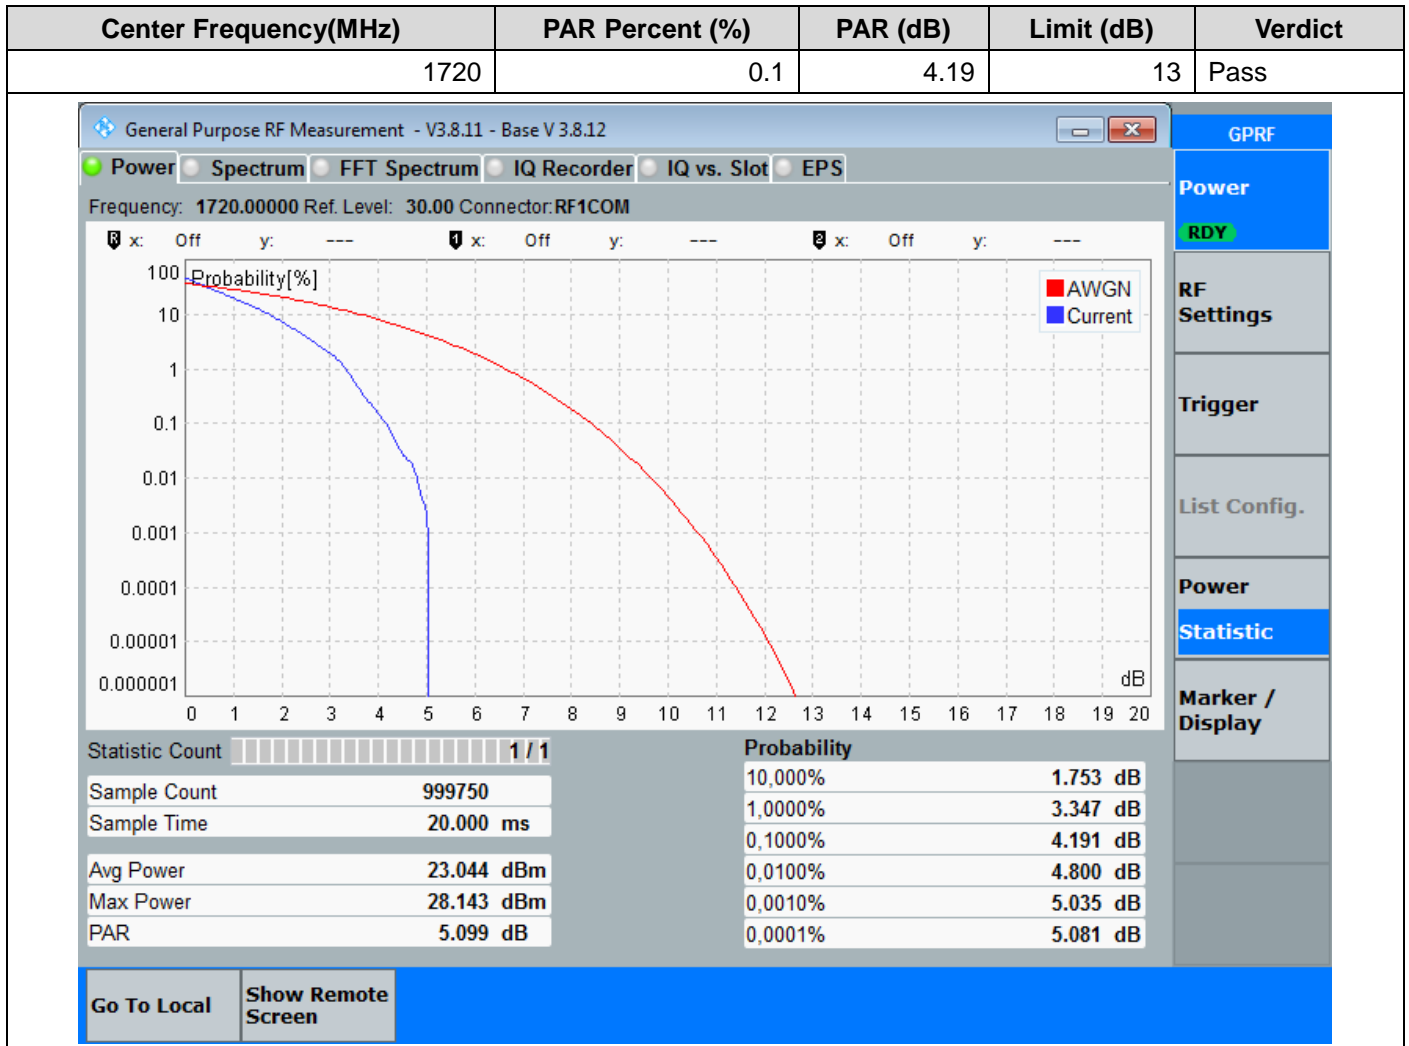 Center Frequency(MHz) PAR Percent (%) PAR (dB) Limit (dB) Verdict
1720 0.1 4.19 13 Pass
General Purpose RF Measurement - V3.8.11 - Base V 3.8.12
GPRF
Power Spectrum FFT Spectrum IQ Recorder IQ vs. Slot EPS
Frequency: 1720.00000 Ref. Level: 30.00 Connector: RF1COM
R x: Off y: --- 1 x: Off y: --- 2 x: Off y: ---
Probability[%]
100
10
1
0.1
0.01
0.001
0.0001
0.00001
0.000001
AWGN
Current
dB
0 1 2 3 4 5 6 7 8 9 10 11 12 13 14 15 16 17 18 19 20
Statistic Count 1 / 1
Sample Count 999750
Sample Time 20.000 ms
Avg Power 23.044 dBm
Max Power 28.143 dBm
PAR 5.099 dB
Probability
10,000% 1.753 dB
1,0000% 3.347 dB
0,1000% 4.191 dB
0,0100% 4.800 dB
0,0010% 5.035 dB
0,0001% 5.081 dB
Power
RDY
RF
Settings
Trigger
List Config.
Power
Statistic
Marker /
Display
Go To Local
Show Remote
Screen